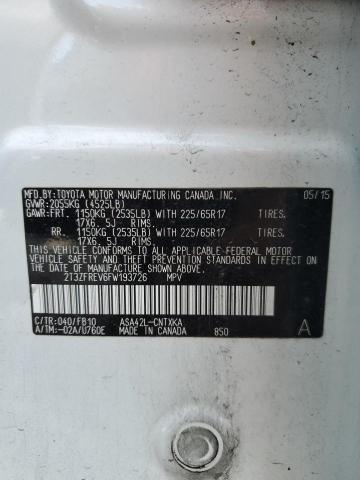 MFD.BY:TOYOTA MOTOR MANUFACTURING CANADA INC. 05/15
GVWR:2055KG (4525LB)
GAWR:FRT. 1150KG (2535LB) WITH 225/65R17 TIRES.
17X6. 5J RIMS.
RR. 1150KG (2535LB) WITH 225/65R17 TIRES,
17X6. 5J RIMS.
THIS VEHICLE CONFORMS TO ALL APPLICABLE FEDERAL MOTOR
VEHICLE SAFETY AND THEFT PREVENTION STANDARDS IN EFFECT
ON THE DATE OF MANUFACTURE SHOWN ABOVE.
2T3ZFREV6FW193726 MPV
C/TR:040/FB10 ASA42L-CNTXKA
A/TM:-02A/U760E MADE IN CANADA 850 A